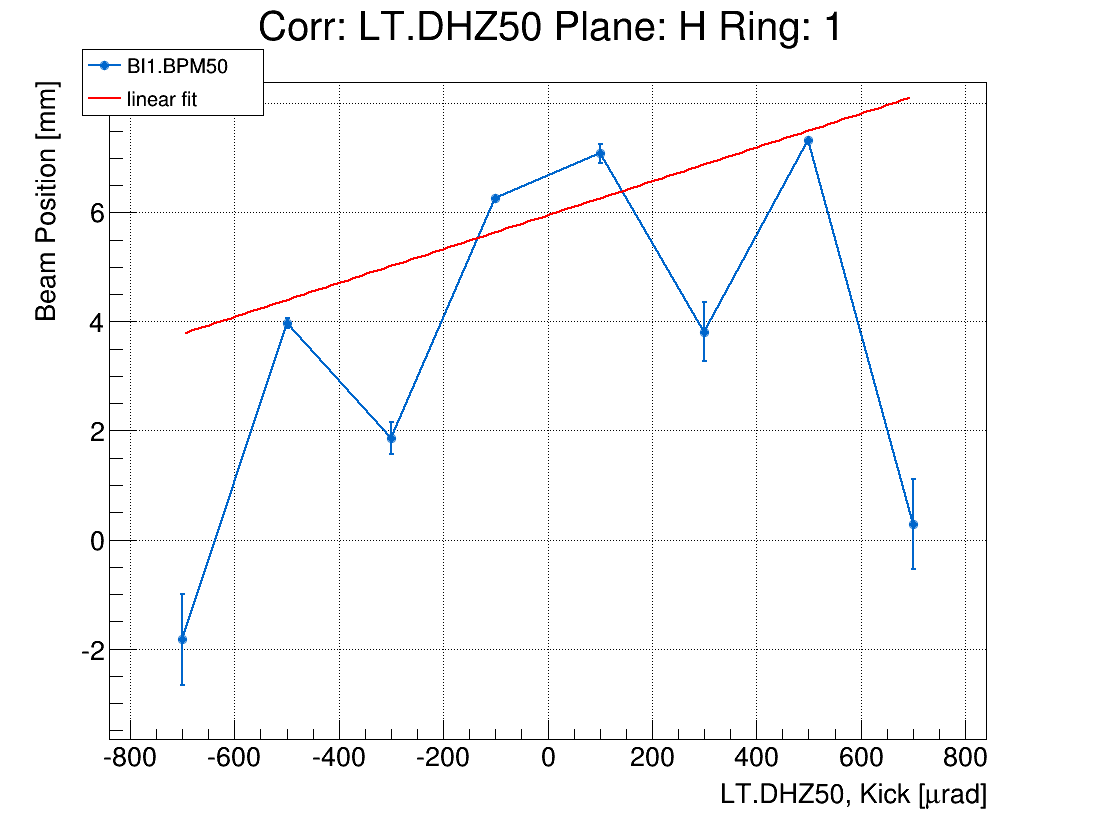 Corr: LT.DHZ50 Plane: H Ring: 1
BI1.BPM50
linear fit
Beam Position [mm]
6
4
2
0
-2
-800 -600 -400 -200 0 200 400 600 800
LT.DHZ50, Kick [μrad]